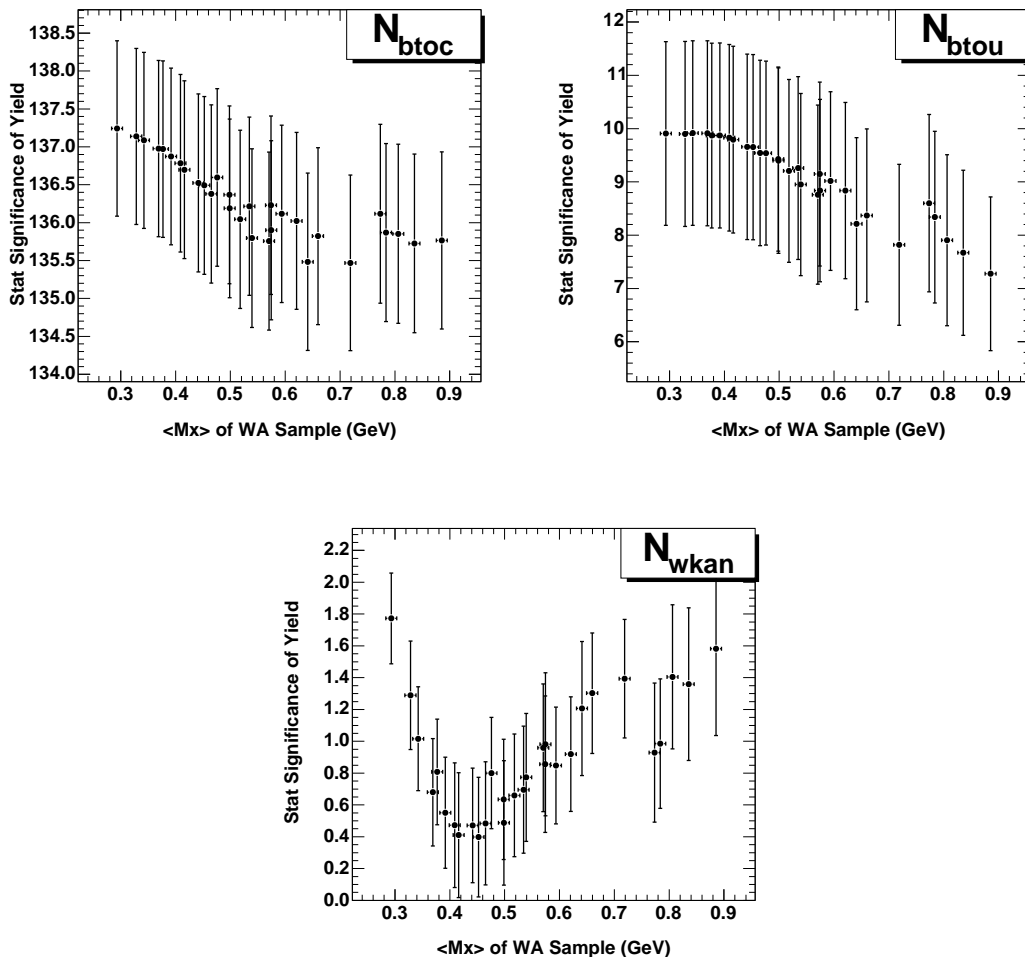 N_btoc
Stat Significance of Yield
138.5
138.0
137.5
137.0
136.5
136.0
135.5
135.0
134.5
134.0
0.3 0.4 0.5 0.6 0.7 0.8 0.9
<Mx> of WA Sample (GeV)
N_btou
Stat Significance of Yield
12
11
10
9
8
7
6
0.3 0.4 0.5 0.6 0.7 0.8 0.9
<Mx> of WA Sample (GeV)
N_wkan
Stat Significance of Yield
2.2
2.0
1.8
1.6
1.4
1.2
1.0
0.8
0.6
0.4
0.2
0.0
0.3 0.4 0.5 0.6 0.7 0.8 0.9
<Mx> of WA Sample (GeV)